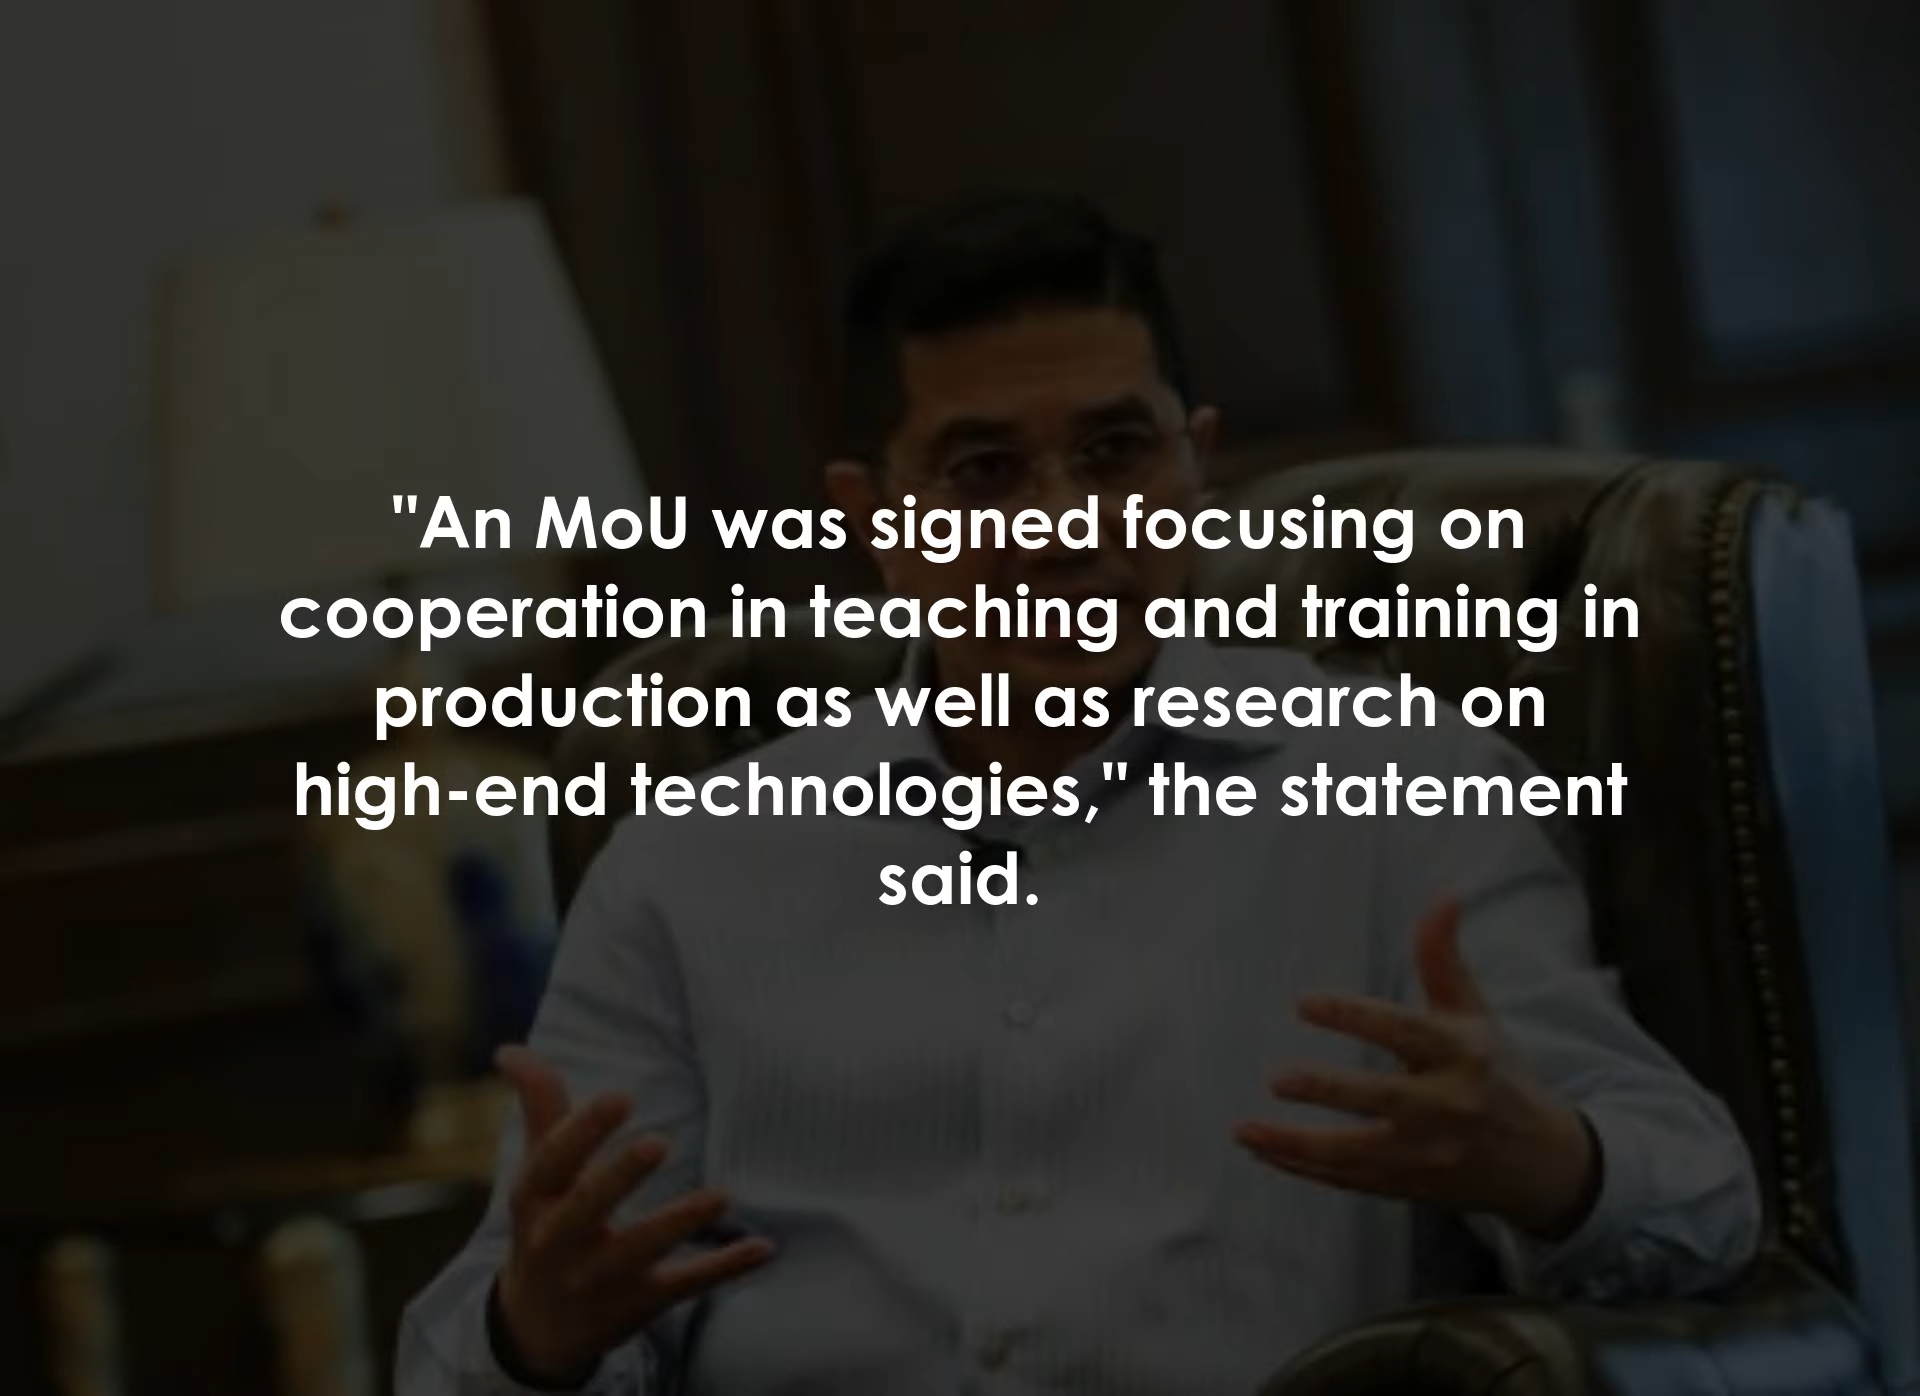 "An MoU was signed focusing on
cooperation in teaching and training in
production as well as research on
high-end technologies," the statement
said.